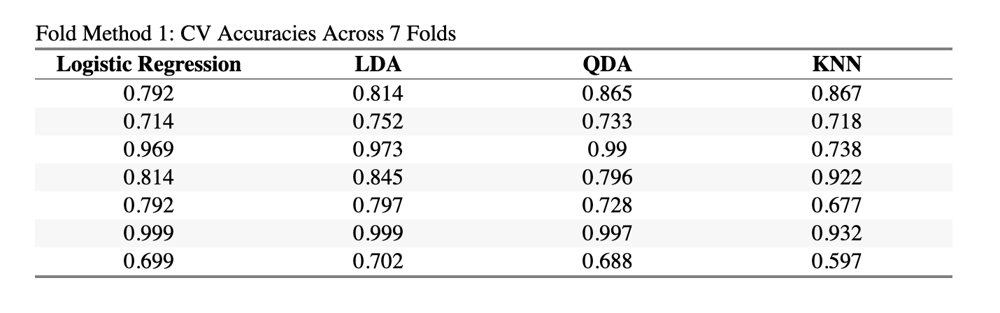 Fold Method 1: CV Accuracies Across 7 Folds
Logistic Regression LDA QDA KNN
0.792 0.814 0.865 0.867
0.714 0.752 0.733 0.718
0.969 0.973 0.99 0.738
0.814 0.845 0.796 0.922
0.792 0.797 0.728 0.677
0.999 0.999 0.997 0.932
0.699 0.702 0.688 0.597